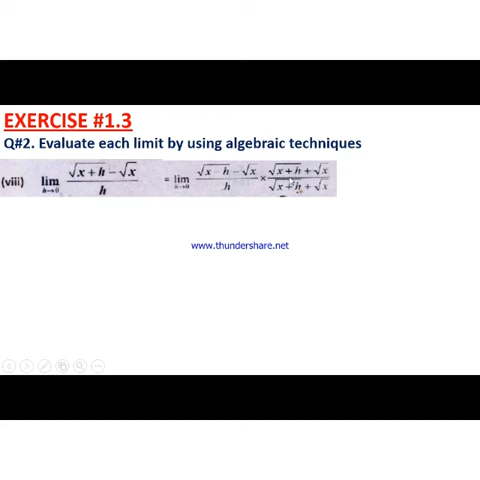 EXERCISE #1.3
Q#2. Evaluate each limit by using algebraic techniques
(viii) lim h→0 √x + h − √x / h = lim h→0 √x − h − √x / h × √x + h + √x / √x + h + √x
www.thundershare.net